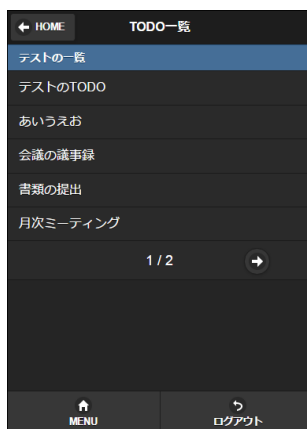 HOME
TODO一覧
テストの一覧
テストのTODO
あいうえお
会議の議事録
書類の提出
月次ミーティング
1 / 2
MENU
ログアウト